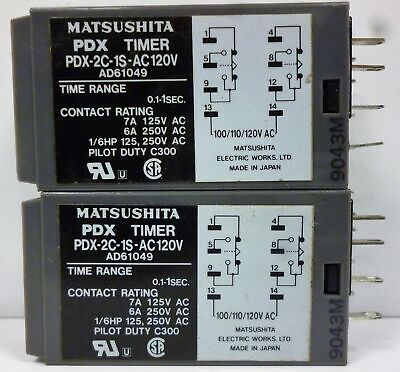 MATSUSHITA
PDX TIMER
PDX-2C-1S-AC120V
AD61049
TIME RANGE
0.1-1SEC.
CONTACT RATING
7A 125V AC
6A 250V AC
1/6HP 125, 250V AC
PILOT DUTY C300
U
1 4
5 8
9 12
13 14
100/110/120V AC
MATSUSHITA
ELECTRIC WORKS. LTD.
MADE IN JAPAN
9043M
MATSUSHITA
PDX TIMER
PDX-2C-1S-AC120V
AD61049
TIME RANGE
0.1-1SEC.
CONTACT RATING
7A 125V AC
6A 250V AC
1/6HP 125, 250V AC
PILOT DUTY C300
U
1 4
5 8
9 12
13 14
100/110/120V AC
MATSUSHITA
ELECTRIC WORKS. LTD.
MADE IN JAPAN
9043M